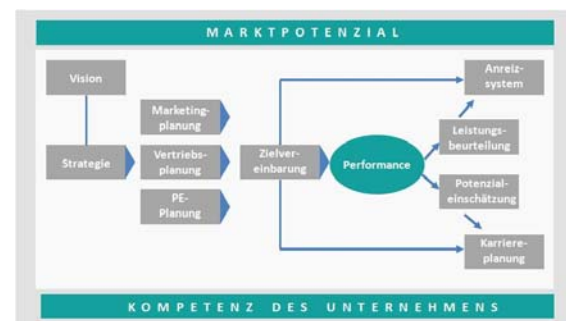 MARKTPOTENZIAL
Vision
Strategie
Marketing-
planung
Vertriebs-
planung
PE-
Planung
Zielver-
einbarung
Performance
Anreiz-
system
Leistungs-
beurteilung
Potenzial-
einschätzung
Karriere-
planung
KOMPETENZ DES UNTERNEHMENS